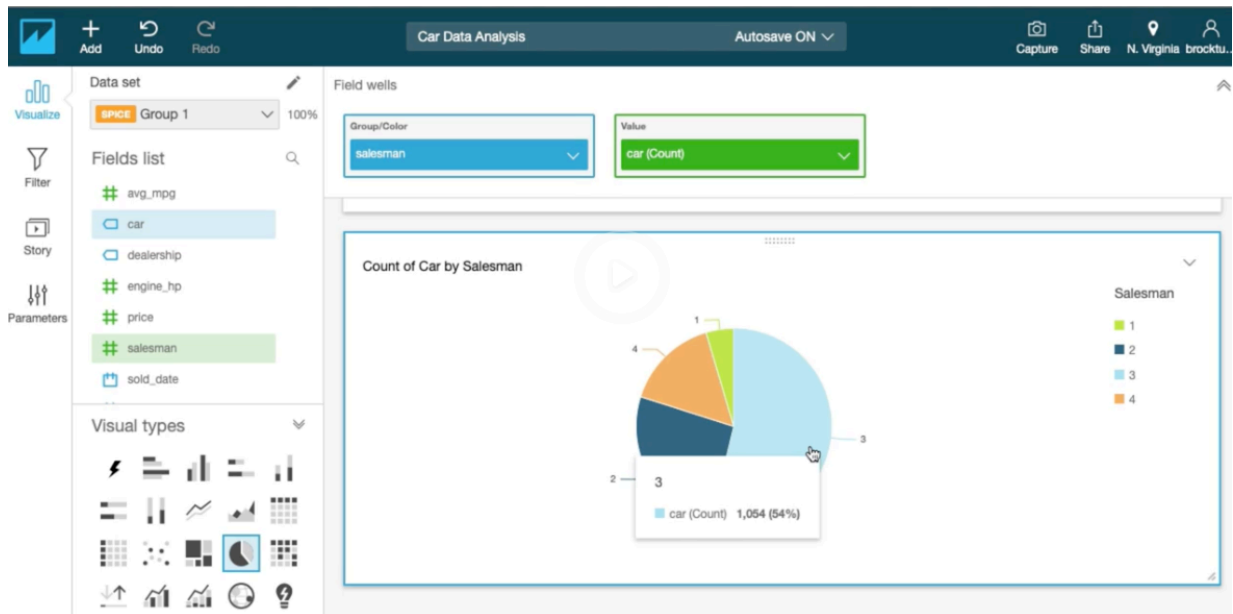 Add
Undo
Redo
Car Data Analysis
Autosave ON
Capture
Share
N. Virginia
brocktu..
Visualize
Filter
Story
Parameters
Data set
SPICE Group 1
100%
Fields list
avg_mpg
car
dealership
engine_hp
price
salesman
sold_date
Visual types
Field wells
Group/Color
salesman
Value
car (Count)
Count of Car by Salesman
1
4
3
2
3
car (Count) 1,054 (54%)
Salesman
1
2
3
4